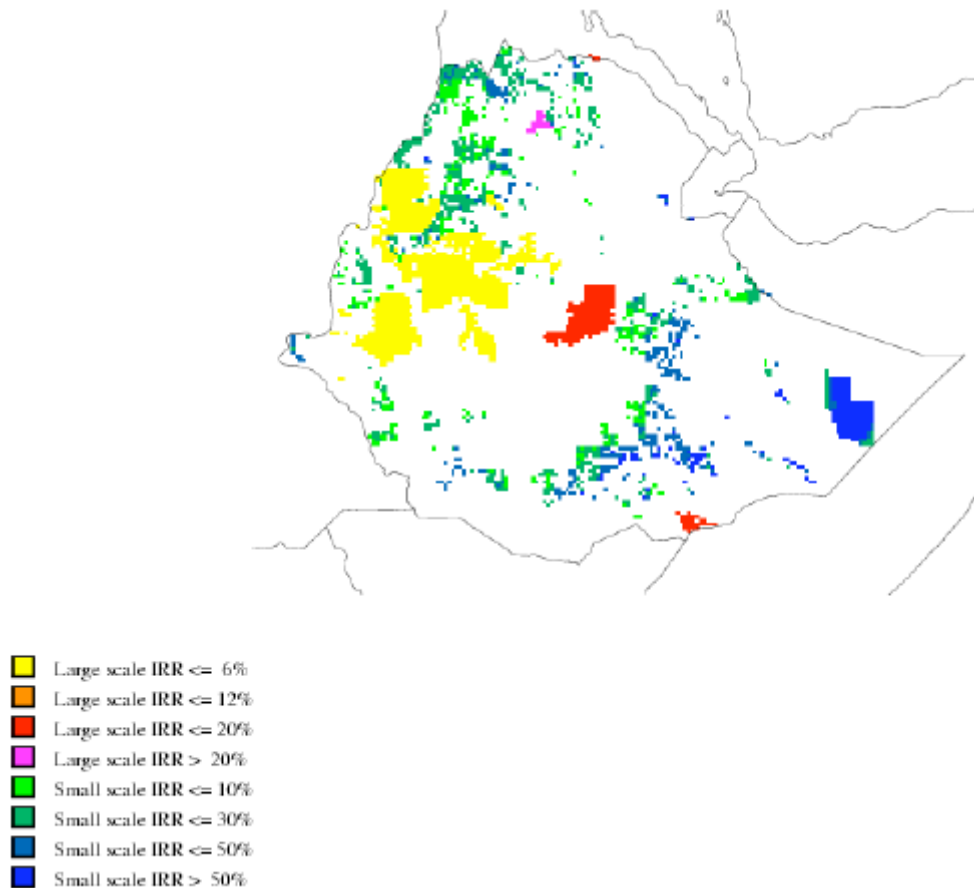 Large scale IRR <= 6%
Large scale IRR <= 12%
Large scale IRR <= 20%
Large scale IRR > 20%
Small scale IRR <= 10%
Small scale IRR <= 30%
Small scale IRR <= 50%
Small scale IRR > 50%